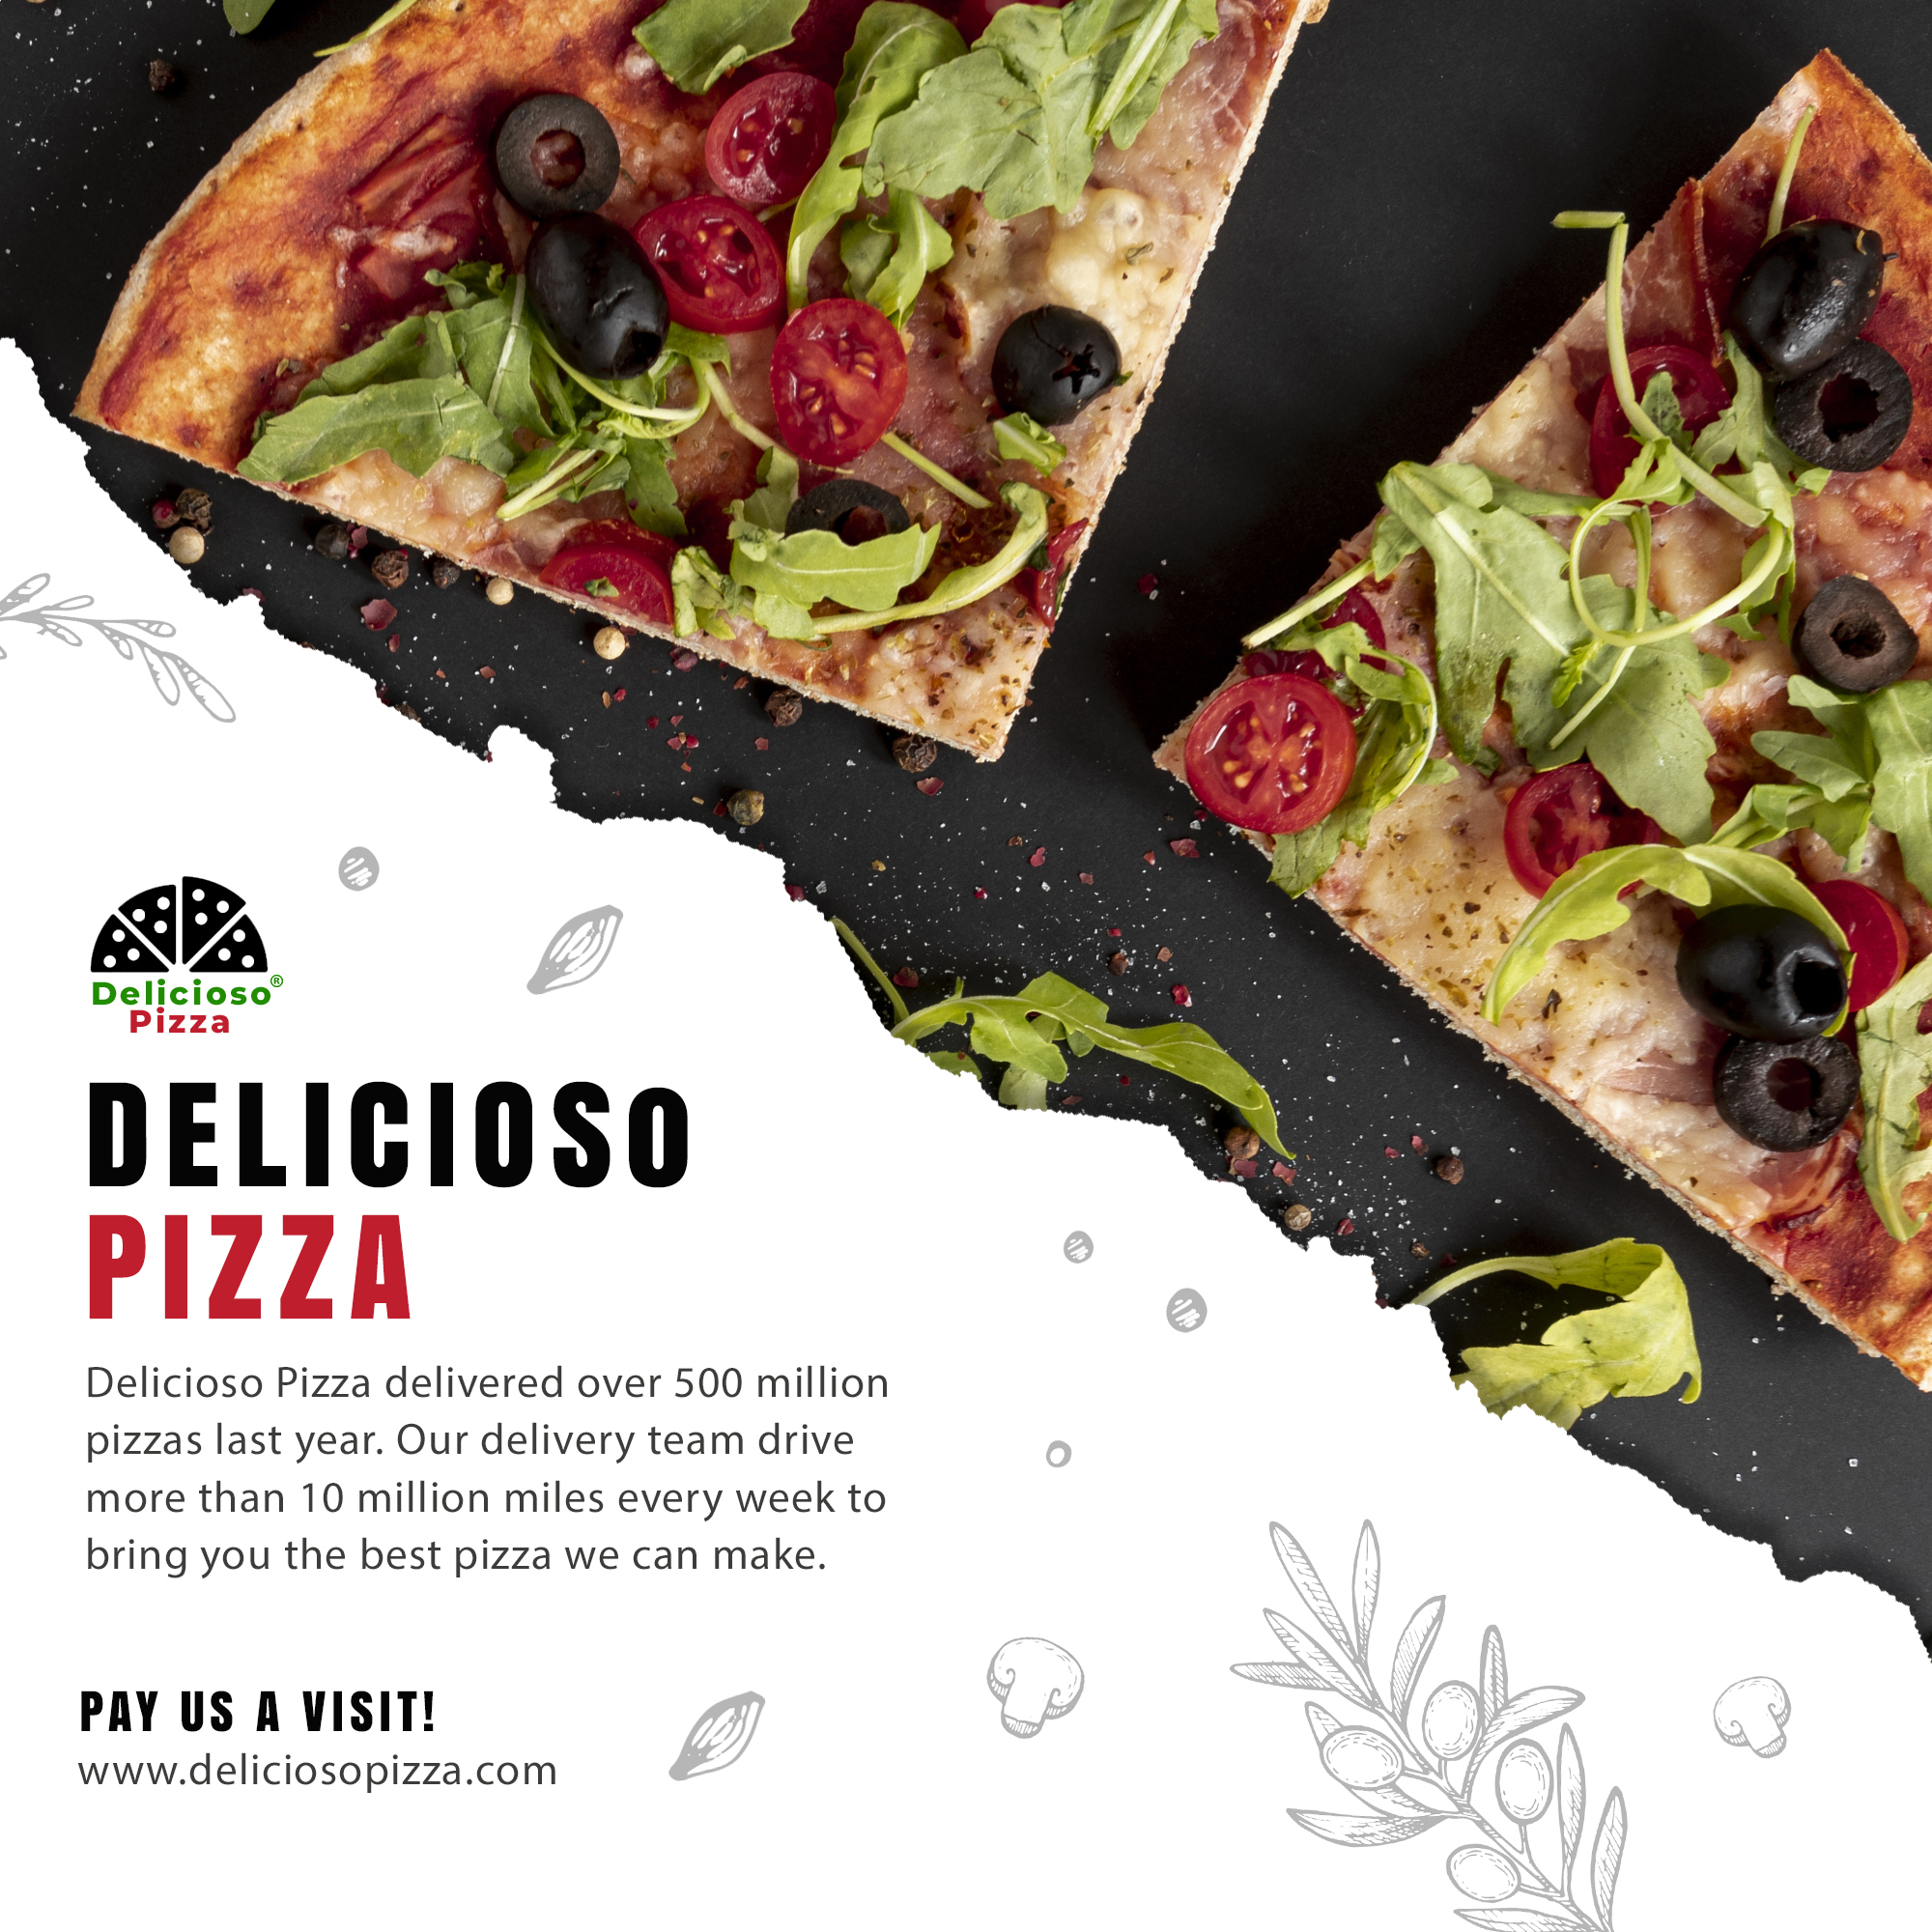 Delicioso®
Pizza
DELICIOSO
PIZZA
Delicioso Pizza delivered over 500 million
pizzas last year. Our delivery team drive
more than 10 million miles every week to
bring you the best pizza we can make.
PAY US A VISIT!
www.deliciosopizza.com